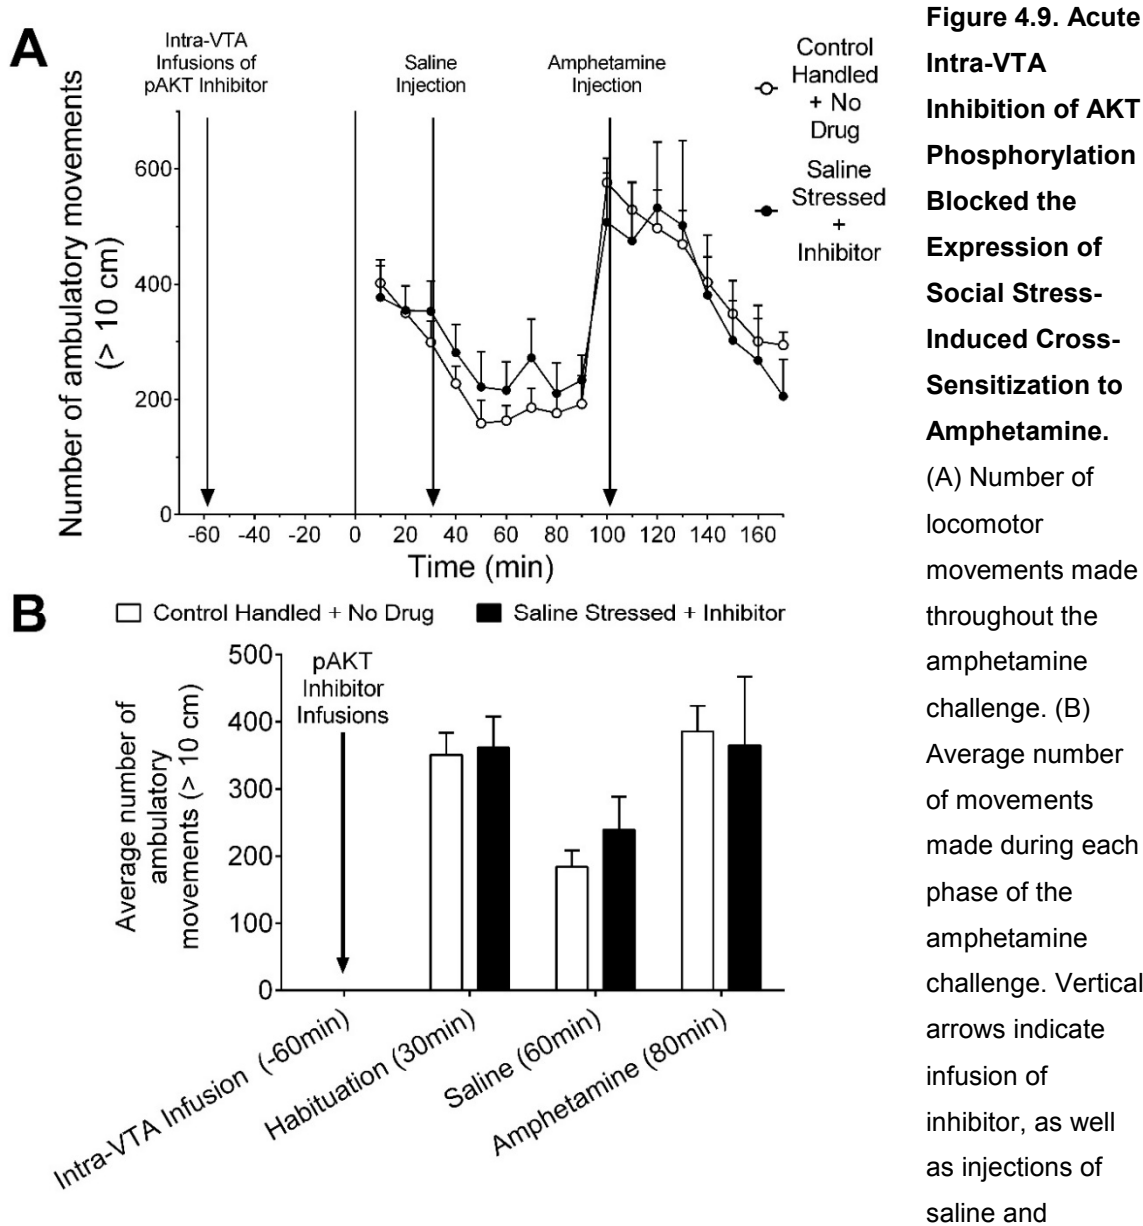 A
Intra-VTA
Infusions of
pAKT Inhibitor
Saline
Injection
Amphetamine
Injection
Control
Handled
+ No
Drug
Saline
Stressed
+
Inhibitor
Number of ambulatory movements
(> 10 cm)
600
400
200
0
-60 -40 -20 0 20 40 60 80 100 120 140 160
Time (min)
B
Control Handled + No Drug Saline Stressed + Inhibitor
Average number of
ambulatory
movements (> 10 cm)
500
400
300
200
100
0
pAKT
Inhibitor
Infusions
Intra-VTA Infusion (-60min)
Habituation (30min)
Saline (60min)
Amphetamine (80min)
Figure 4.9. Acute
Intra-VTA
Inhibition of AKT
Phosphorylation
Blocked the
Expression of
Social Stress-
Induced Cross-
Sensitization to
Amphetamine.
(A) Number of
locomotor
movements made
throughout the
amphetamine
challenge. (B)
Average number
of movements
made during each
phase of the
amphetamine
challenge. Vertical
arrows indicate
infusion of
inhibitor, as well
as injections of
saline and